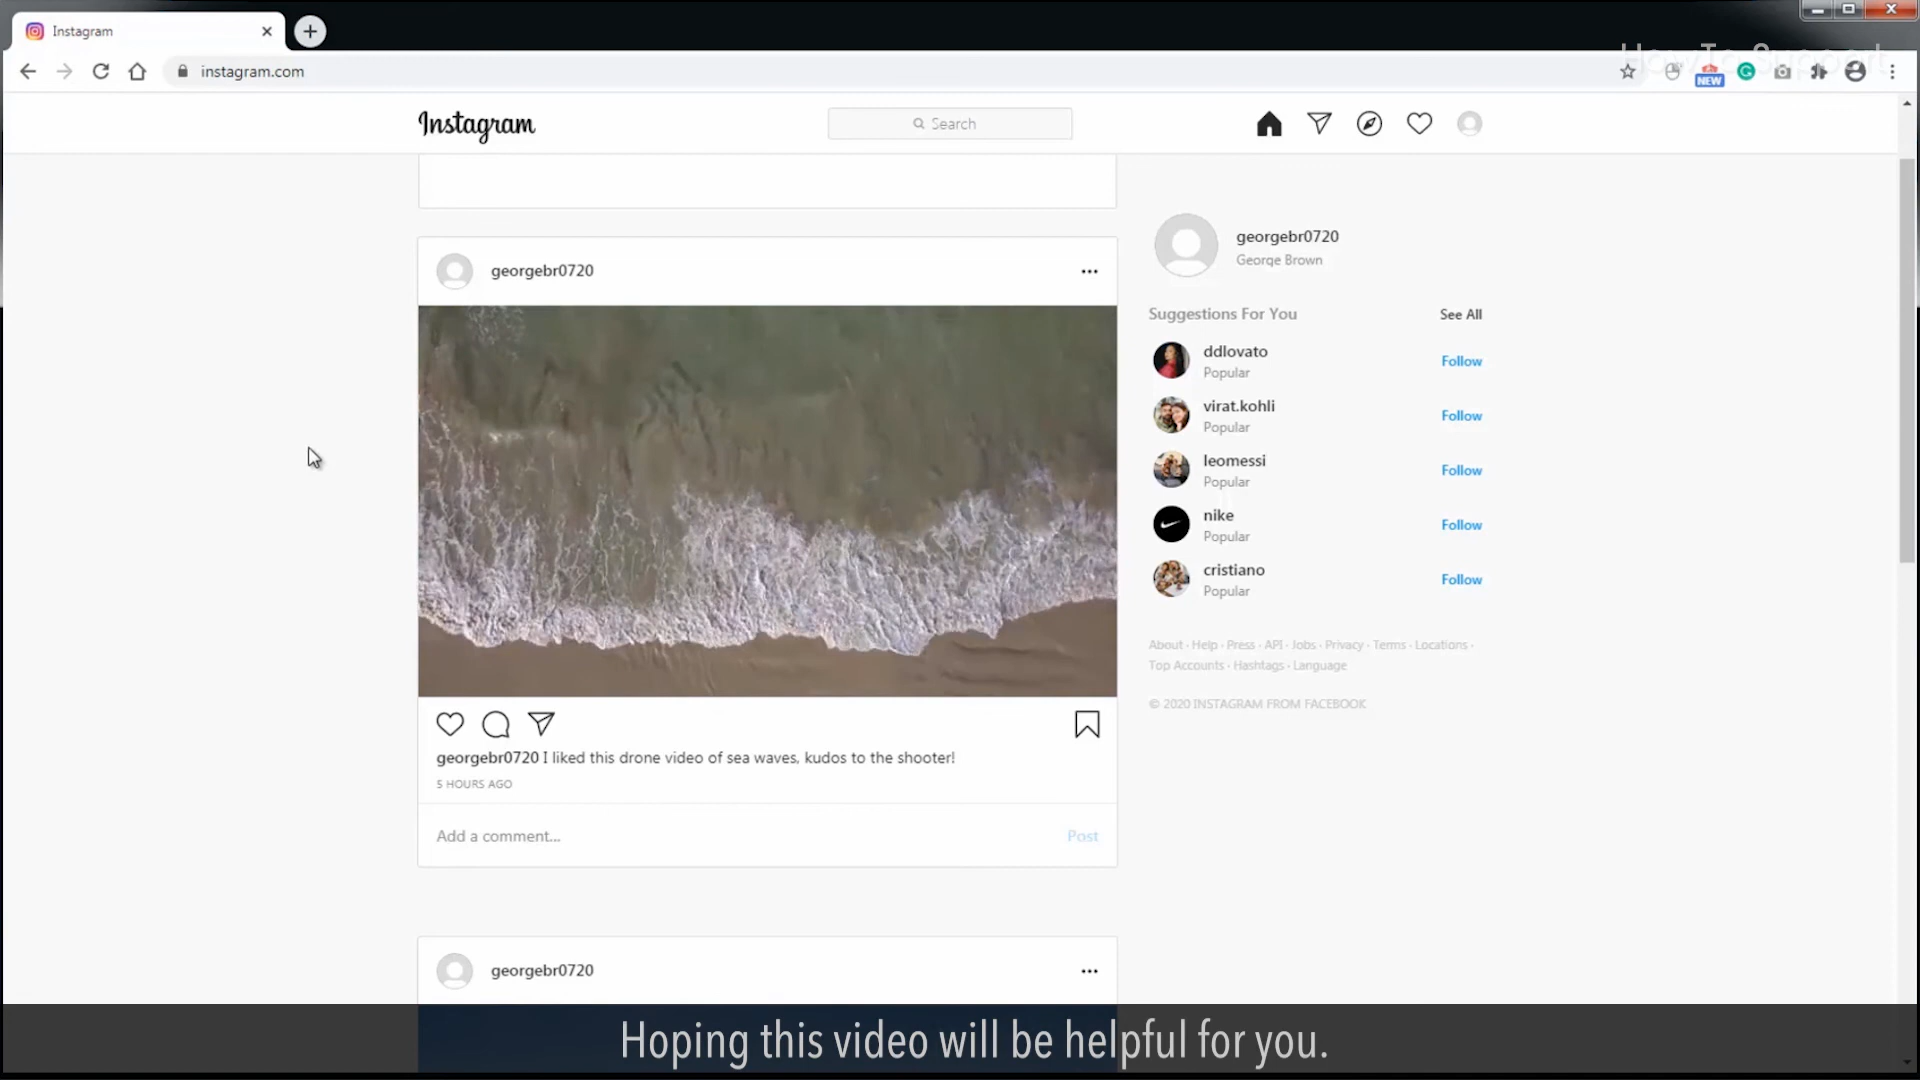 Instagram
instagram.com
HowTo Support
NEW
Instagram
Search
georgebr0720
georgebr0720
George Brown
Suggestions For You
See All
ddlovato
Popular
Follow
virat.kohli
Popular
Follow
leomessi
Popular
Follow
nike
Popular
Follow
cristiano
Popular
Follow
About · Help · Press · API · Jobs · Privacy · Terms · Locations ·
Top Accounts · Hashtags · Language
© 2020 INSTAGRAM FROM FACEBOOK
georgebr0720 I liked this drone video of sea waves, kudos to the shooter!
5 HOURS AGO
Add a comment...
Post
georgebr0720
Hoping this video will be helpful for you.